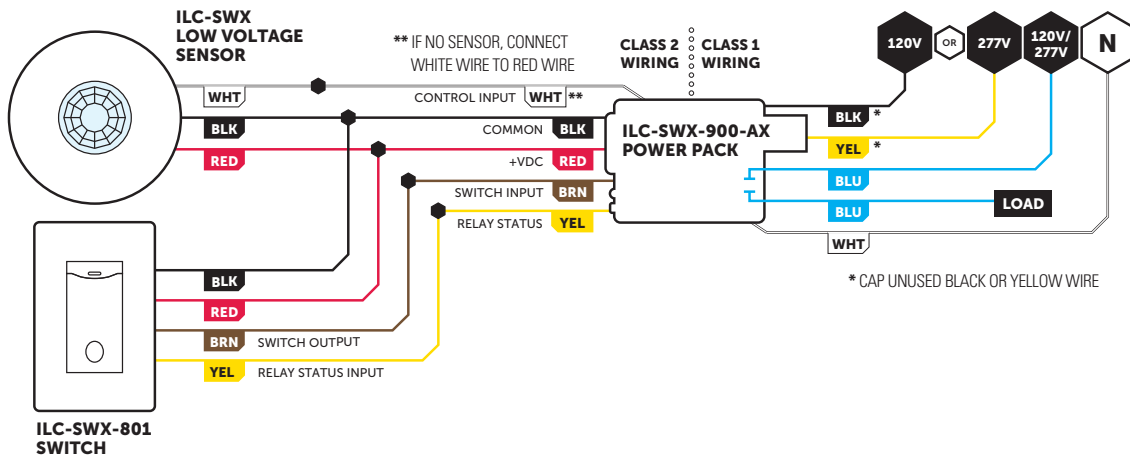 ILC-SWX
LOW VOLTAGE
SENSOR
** IF NO SENSOR, CONNECT
WHITE WIRE TO RED WIRE
CLASS 2
WIRING
CLASS 1
WIRING
120V
OR
277V
120V/
277V
N
WHT
CONTROL INPUT
WHT
**
BLK
COMMON
BLK
RED
+VDC
RED
SWITCH INPUT
BRN
RELAY STATUS
YEL
ILC-SWX-900-AX
POWER PACK
BLK
*
YEL
*
BLU
BLU
LOAD
WHT
* CAP UNUSED BLACK OR YELLOW WIRE
BLK
RED
BRN
SWITCH OUTPUT
YEL
RELAY STATUS INPUT
ILC-SWX-801
SWITCH